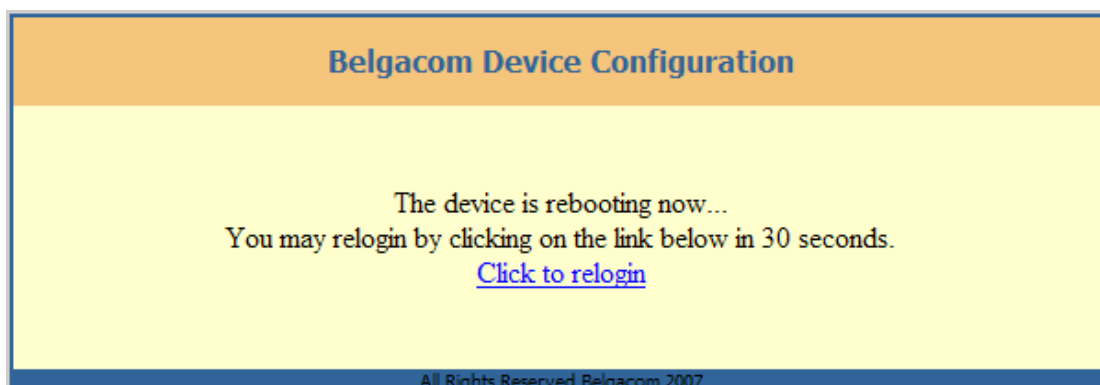 Belgacom Device Configuration
The device is rebooting now...
You may relogin by clicking on the link below in 30 seconds.
Click to relogin
All Rights Reserved Belgacom 2007